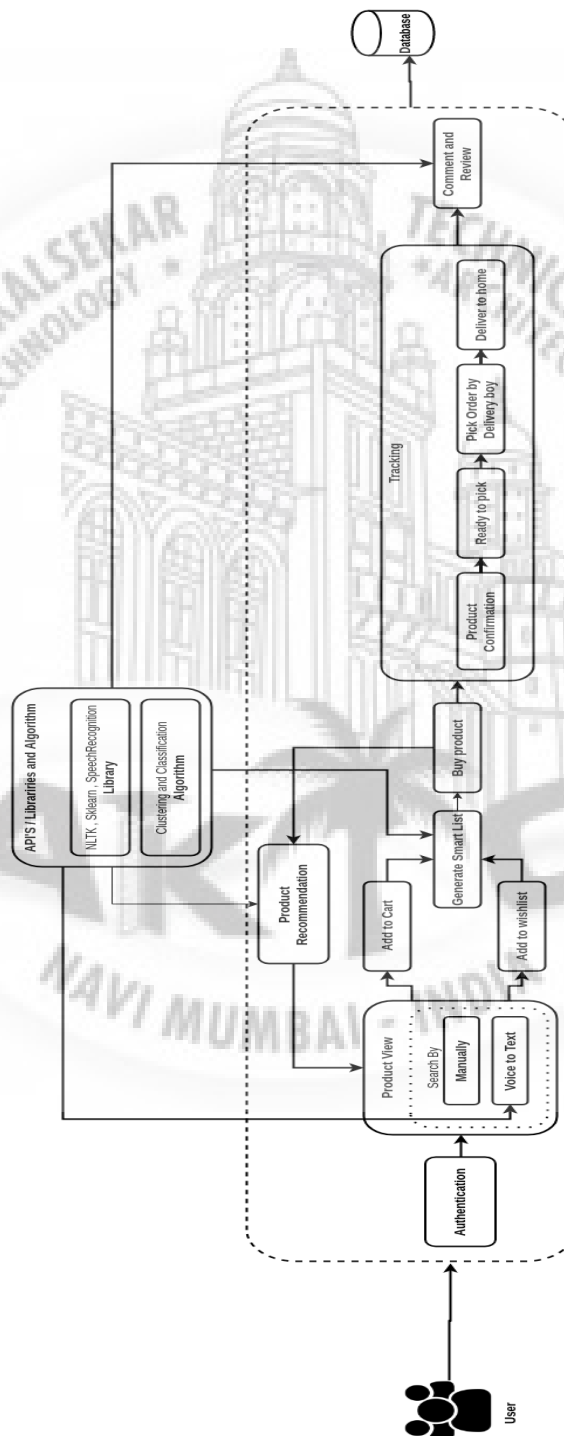 User
Authentication
Product View
Search By
Manually
Voice to Text
Add to Cart
Add to wishlist
Product
Recommendation
Generate Smart List
Buy product
API'S / Librariries and Algorithm
NLTK , Sklearn , SpeechRecognition
Library
Clustering and Classification
Algorithm
Tracking
Product
Confirmation
Ready to pick
Pick Order by
Delivery boy
Deliver to home
Comment and
Review
Database
NAVI MUMBAI - INDIA